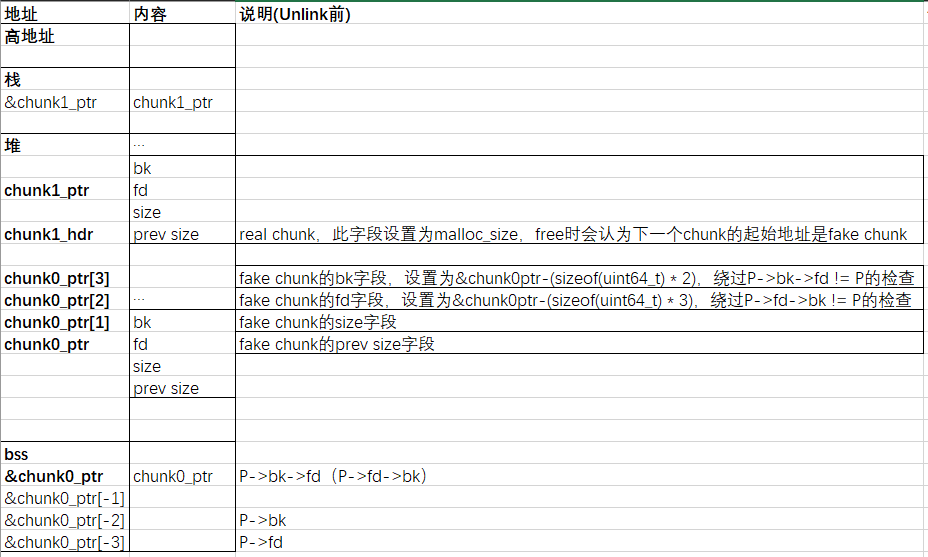 地址 内容 说明(Unlink前)
高地址
栈
&chunk1_ptr chunk1_ptr
堆 ...
bk
chunk1_ptr fd
size
chunk1_hdr prev size real chunk，此字段设置为malloc_size，free时会认为下一个chunk的起始地址是fake chunk
chunk0_ptr[3] fake chunk的bk字段，设置为&chunk0ptr-(sizeof(uint64_t) * 2)，绕过P->bk->fd != P的检查
chunk0_ptr[2] ... fake chunk的fd字段，设置为&chunk0ptr-(sizeof(uint64_t) * 3)，绕过P->fd->bk != P的检查
chunk0_ptr[1] bk fake chunk的size字段
chunk0_ptr fd fake chunk的prev size字段
size
prev size
bss
&chunk0_ptr chunk0_ptr P->bk->fd（P->fd->bk）
&chunk0_ptr[-1]
&chunk0_ptr[-2] P->bk
&chunk0_ptr[-3] P->fd